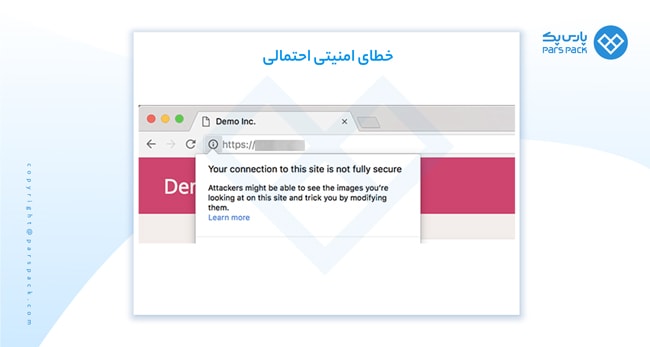 پارس پک
PARS PACK
خطای امنیتی احتمالی
Demo Inc.
https://
Your connection to this site is not fully secure
Attackers might be able to see the images you're
looking at on this site and trick you by modifying
them.
Learn more
Der
copyright@parspack.com